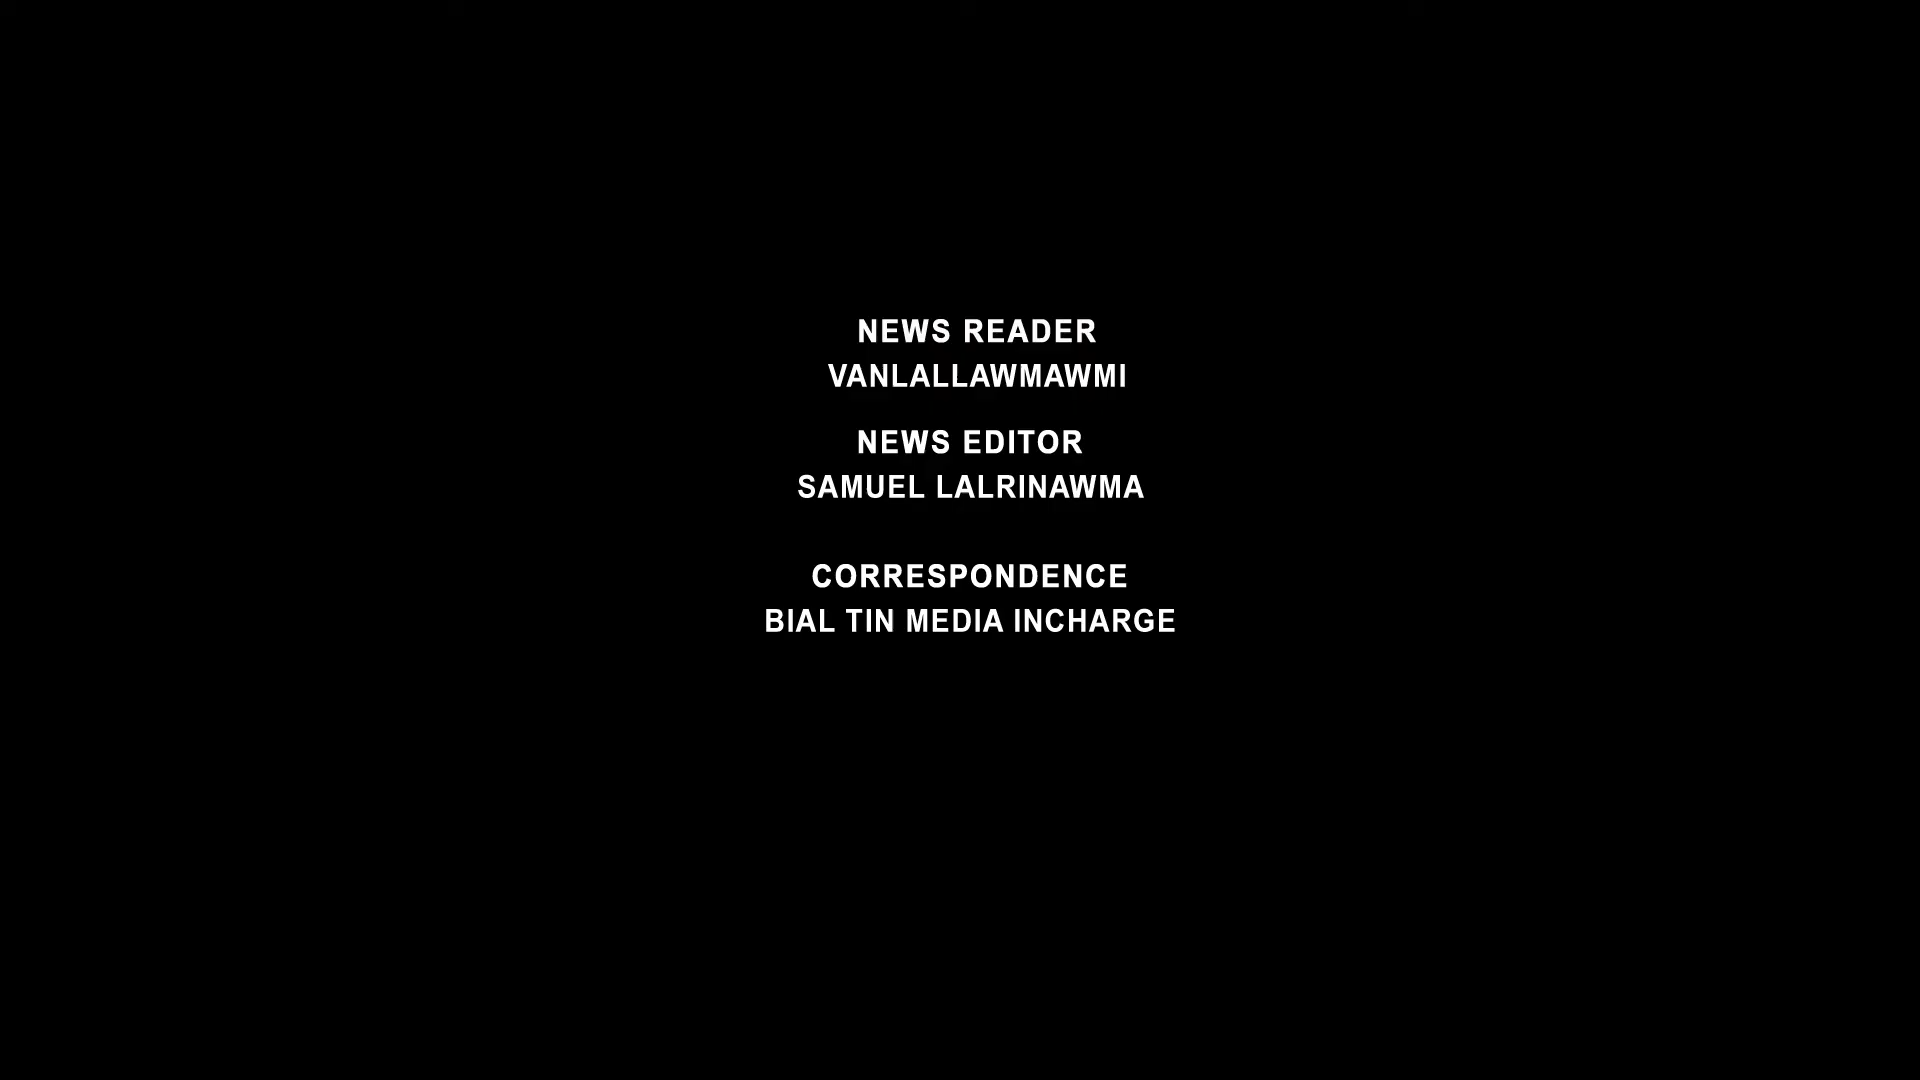 NEWS READER
VANLALLAWMAWMI
NEWS EDITOR
SAMUEL LALRINAWMA
CORRESPONDENCE
BIAL TIN MEDIA INCHARGE